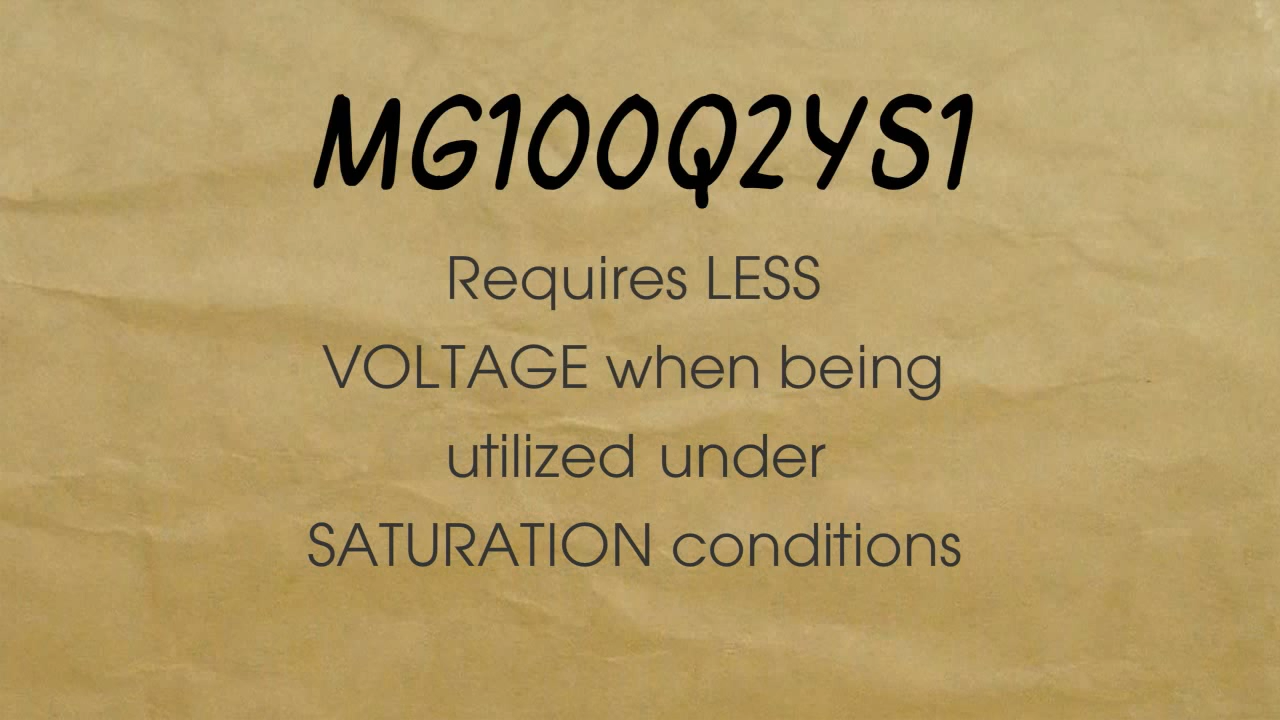 MG100Q2YS1
Requires LESS
VOLTAGE when being
utilized under
SATURATION conditions